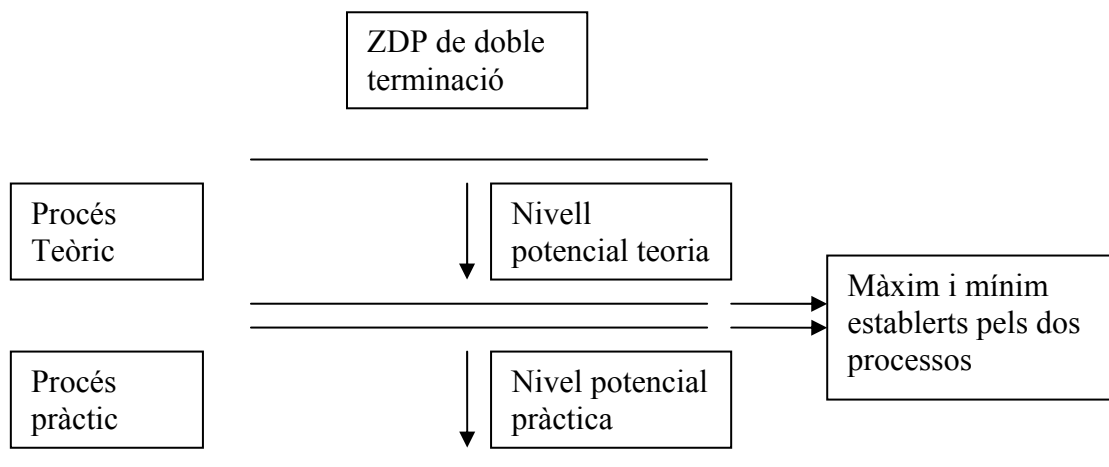 ZDP de doble
terminació
Procés
Teòric
Nivell
potencial teoria
Màxim i mínim
establerts pels dos
processos
Procés
pràctic
Nivel potencial
pràctica